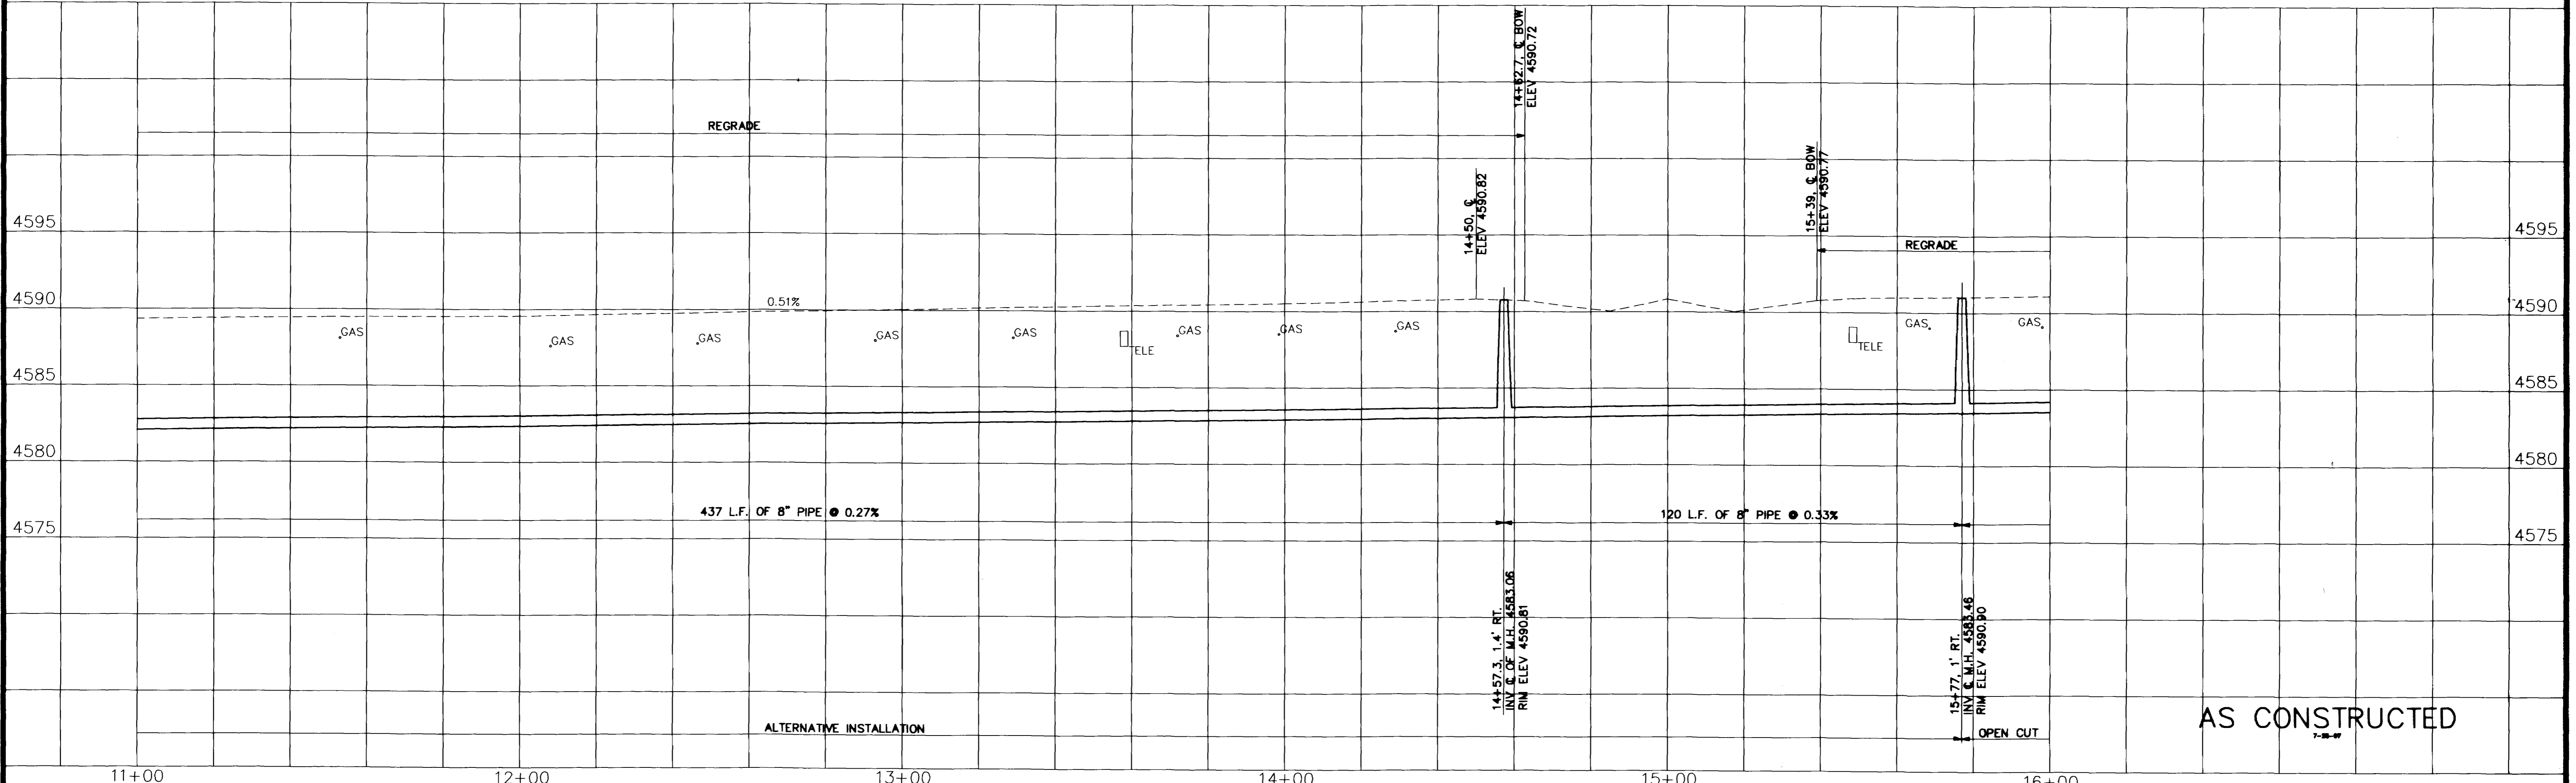 14+62.7, ℄ BOW
ELEV 4590.72
REGRADE
14+50, ℄
ELEV 4590.82
15+39, ℄ BOW
ELEV 4590.77
REGRADE
4595
4595
4590
4590
0.51%
GAS
GAS
GAS
GAS
GAS
TELE
GAS
GAS
GAS
TELE
GAS
GAS
4585
4585
4580
4580
437 L.F. OF 8" PIPE @ 0.27%
120 L.F. OF 8" PIPE @ 0.33%
4575
4575
14+57.3, 1.4' RT.
INV ℄ OF M.H. 4583.06
RIM ELEV 4590.81
15+77, 1' RT.
INV ℄ M.H. 4583.46
RIM ELEV 4590.90
ALTERNATIVE INSTALLATION
OPEN CUT
AS CONSTRUCTED
11+00
12+00
13+00
14+00
15+00
16+00